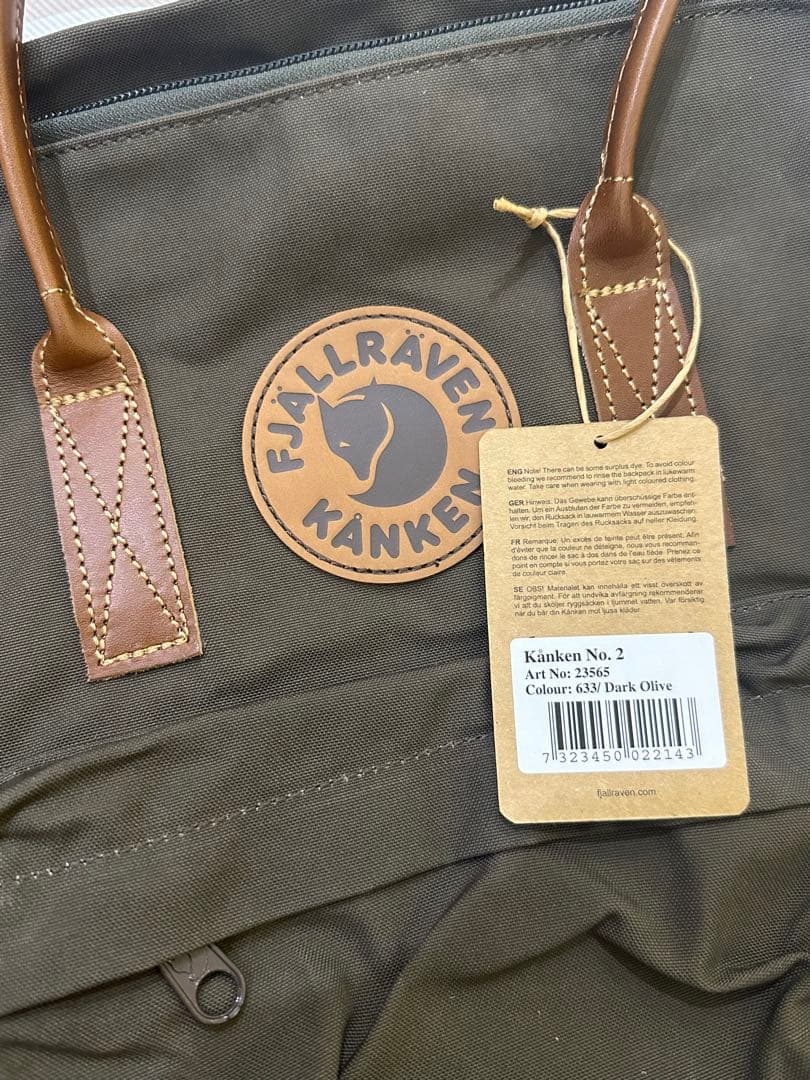 FJÄLLRÄVEN
KÅNKEN
ENG Note! There can be some surplus dye. To avoid colour
bleeding we recommend to rinse the backpack in lukewarm
water. Take care when wearing with light coloured clothing.
GER Hinweis: Das Gewebe kann überschüssige Farbe ent-
halten. Um ein Ausbluten der Farbe zu vermeiden, empfeh-
len wir, den Rucksack in lauwarmem Wasser auszuwaschen.
Vorsicht beim Tragen des Rucksacks auf heller Kleidung.
FR Remarque: Un excès de teinte peut être présent. Afin
d'éviter que la couleur ne déteigne, nous vous recomman-
dons de rincer le sac à dos dans de l'eau tiède. Prenez ce
point en compte si vous portez votre sac sur des vêtements
de couleur claire.
SE OBS! Materialet kan innehålla ett visst överskott av
färgpigment. För att undvika avfärgning rekommenderar
vi att du sköljer ryggsäcken i ljummet vatten. Var försiktig
när du bär din Kånken mot ljusa kläder.
Kånken No. 2
Art No: 23565
Colour: 633/ Dark Olive
7 323450 022143
fjallraven.com